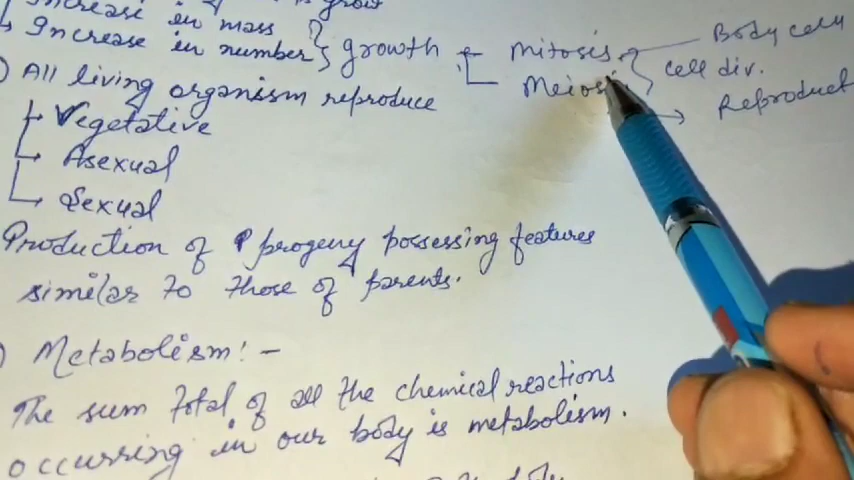 Increase in mass
Increase in number } growth
mitosis
Body cell
cell div.
) All living organism reproduce
Vegetative
Asexual
Sexual
Production of progeny possessing features
similar to those of parents.
) Metabolism! -
The sum total of all the chemical reactions
occurring in our body is metabolism.